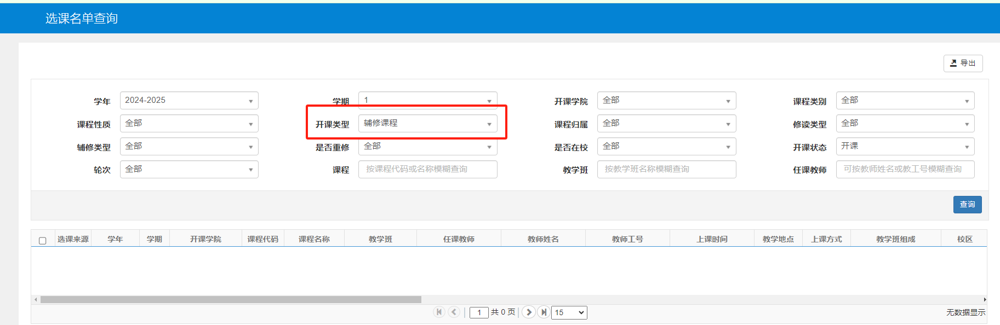 选课名单查询
导出
学年 2024-2025 学期 1 开课学院 全部 课程类别 全部
课程性质 全部 开课类型 辅修课程 课程归属 全部 修读类型 全部
辅修类型 全部 是否重修 全部 是否在校 全部 开课状态 开课
轮次 全部 课程 按课程代码或名称模糊查询 教学班 按教学班名称模糊查询 任课教师 可按教师姓名或教工号模糊查询
查询
选课来源 学年 学期 开课学院 课程代码 课程名称 教学班 任课教师 教师姓名 教师工号 上课时间 教学地点 上课方式 教学班组成 校区
1 共 0 页 15 无数据显示